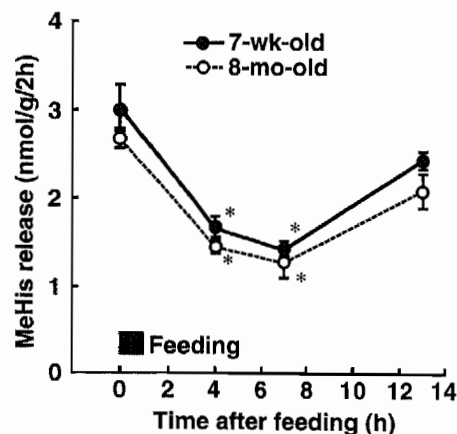 4
3
2
1
0
MeHis release (nmol/g/2h)
7-wk-old
8-mo-old
*
*
*
*
Feeding
0 2 4 6 8 10 12 14
Time after feeding (h)